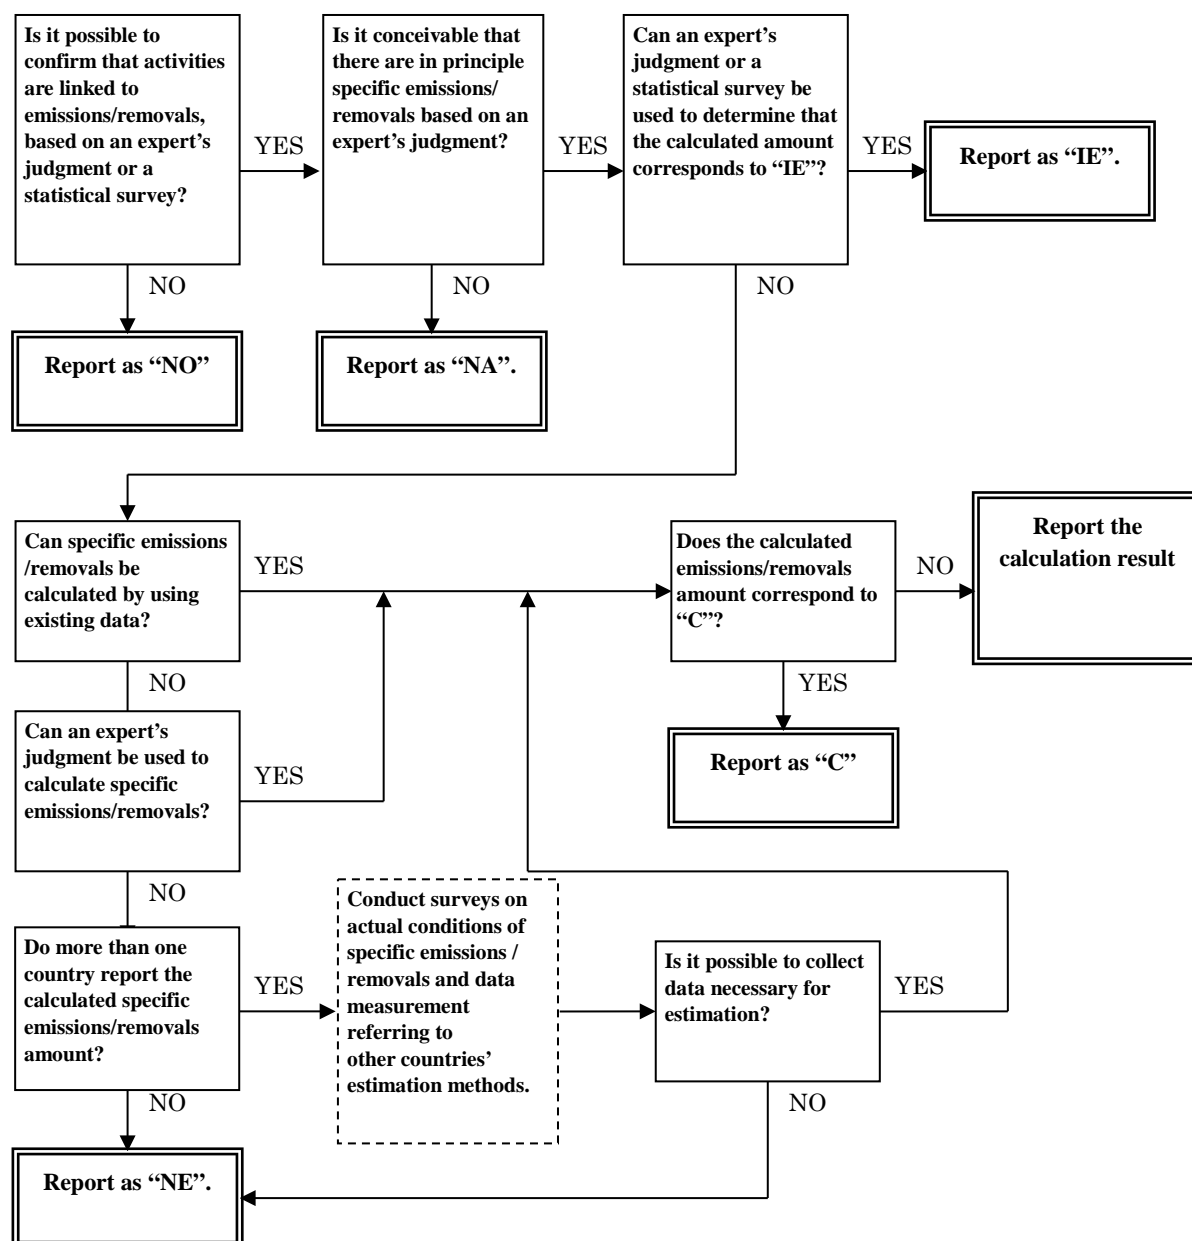 Is it possible to
confirm that activities
are linked to
emissions/removals,
based on an expert's
judgment or a
statistical survey?
YES
NO
Is it conceivable that
there are in principle
specific emissions/
removals based on an
expert's judgment?
YES
NO
Can an expert's
judgment or a
statistical survey be
used to determine that
the calculated amount
corresponds to “IE”?
YES
NO
Report as “IE”.
Report as “NO”
Report as “NA”.
Can specific emissions
/removals be
calculated by using
existing data?
YES
NO
Does the calculated
emissions/removals
amount correspond to
“C”?
NO
YES
Report the
calculation result
Report as “C”
Can an expert's
judgment be used to
calculate specific
emissions/removals?
YES
NO
Do more than one
country report the
calculated specific
emissions/removals
amount?
YES
NO
Conduct surveys on
actual conditions of
specific emissions /
removals and data
measurement
referring to
other countries'
estimation methods.
Is it possible to collect
data necessary for
estimation?
YES
NO
Report as “NE”.